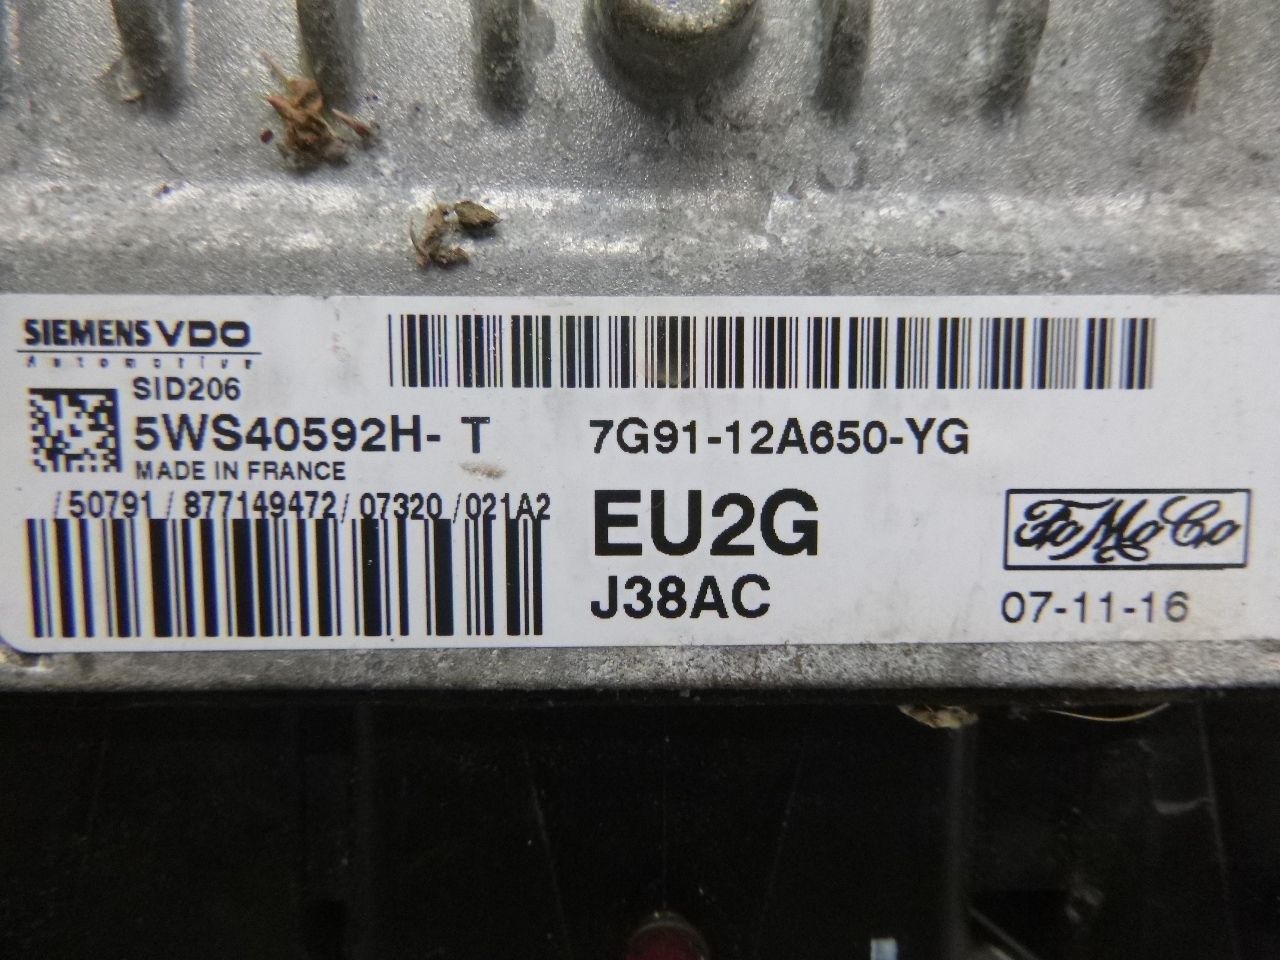 SIEMENS VDO
Automotive
SID206
5WS40592H- T
MADE IN FRANCE
/50791/877149472/07320/021A2
7G91-12A650-YG
EU2G
J38AC
FoMoCo
07-11-16